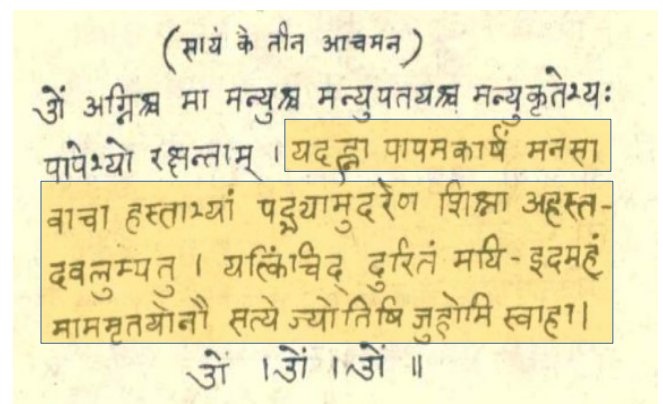 (सायं के तीन आचमन)
ओं अग्निश्च मा मन्युश्च मन्युपतयश्च मन्युकृतेभ्यः
पापेभ्यो रक्षन्ताम् । यदह्ना पापमकार्षं मनसा
वाचा हस्ताभ्यां पद्भ्यामुदरेण शिश्ना अहस्त-
दवलुम्पतु । यत्किंचिद् दुरितं मयि - इदमहं
माममृतयोनौ सत्ये ज्योतिषि जुहोमि स्वाहा।
ओं ।ओं ।ओं ॥